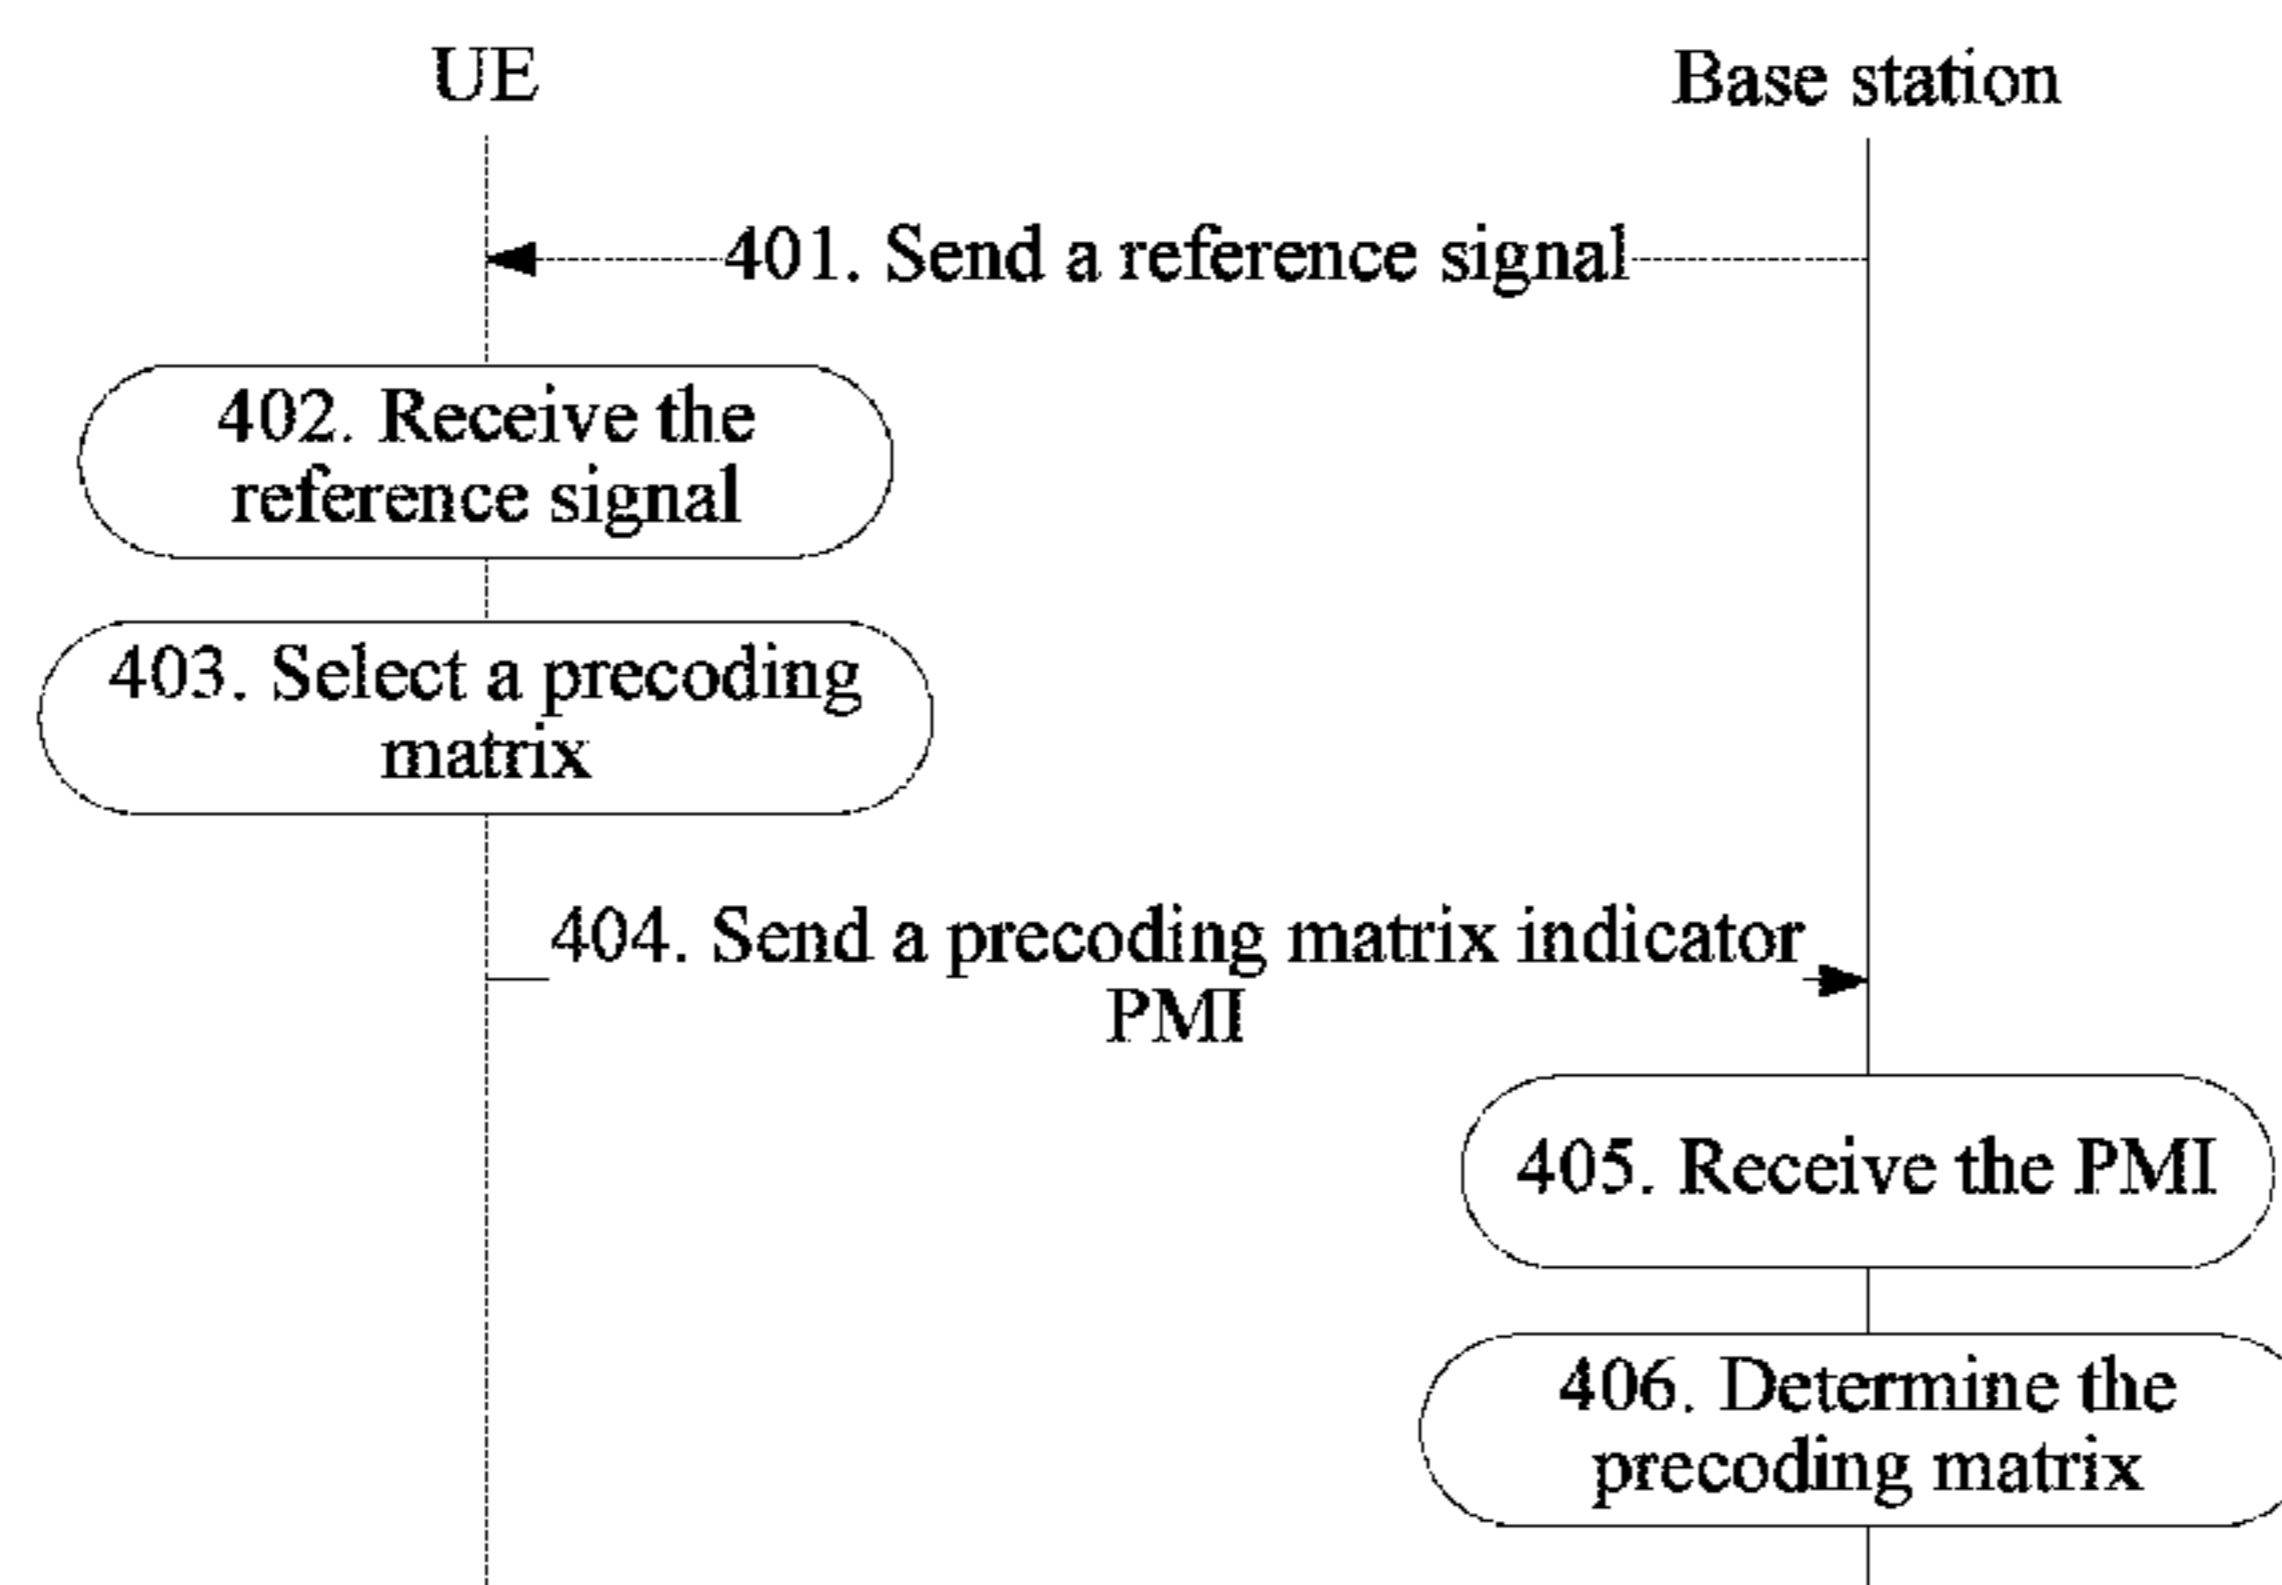 UE
Base station
401. Send a reference signal
402. Receive the
reference signal
403. Select a precoding
matrix
404. Send a precoding matrix indicator
PMI
405. Receive the PMI
406. Determine the
precoding matrix